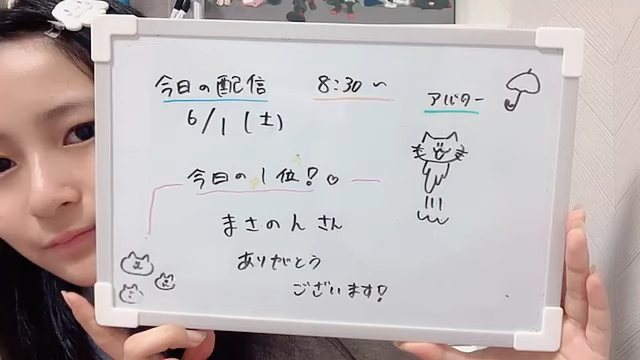 今日の配信 8:30～
アバター
6/1(土)
今日の1位!♡
まさのんさん
ありがとう
ございます!